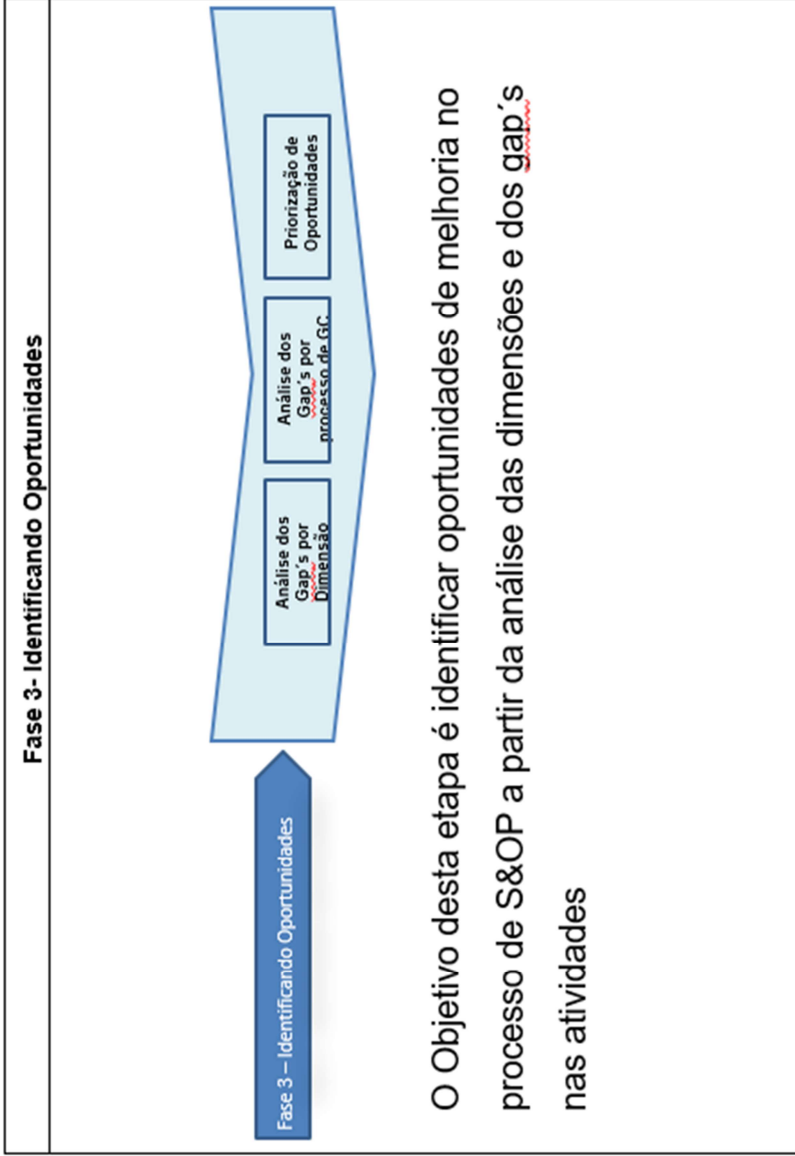 Fase 3- Identificando Oportunidades
Fase 3 – Identificando Oportunidades
Análise dos
Gap´s por
Dimensão
Análise dos
Gap´s por
processo de GC
Priorização de
Oportunidades
O Objetivo desta etapa é identificar oportunidades de melhoria no
processo de S&OP a partir da análise das dimensões e dos gap´s
nas atividades